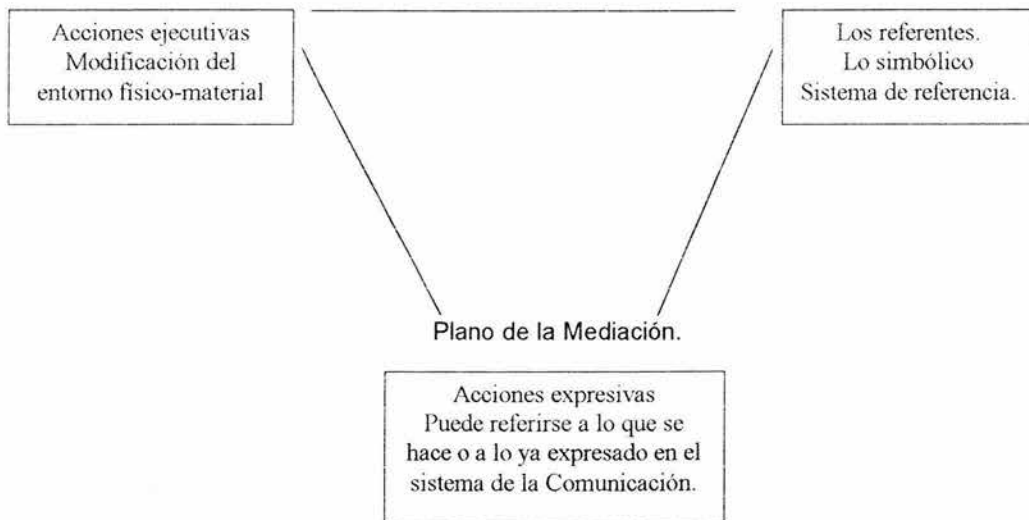 Acciones ejecutivas
Modificación del
entorno físico-material
Los referentes.
Lo simbólico
Sistema de referencia.
Plano de la Mediación.
Acciones expresivas
Puede referirse a lo que se
hace o a lo ya expresado en el
sistema de la Comunicación.